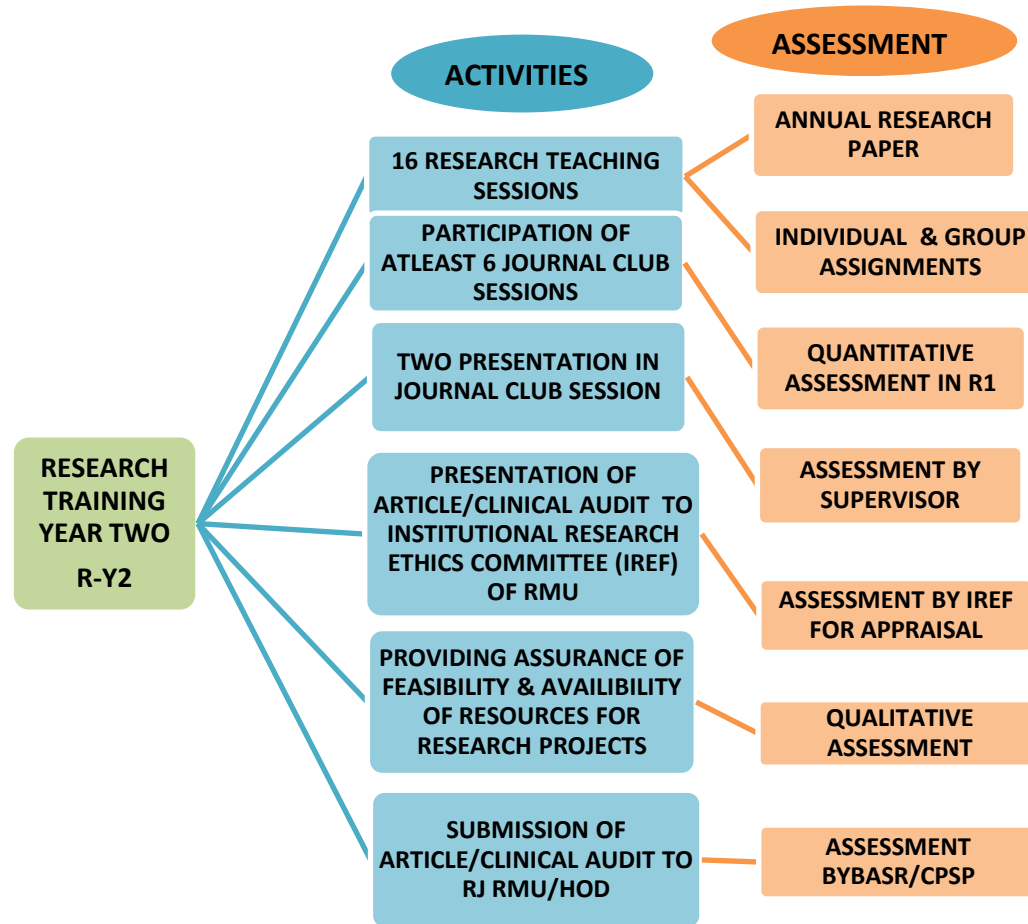 ASSESSMENT
ACTIVITIES
16 RESEARCH TEACHING
SESSIONS
PARTICIPATION OF
ATLEAST 6 JOURNAL CLUB
SESSIONS
TWO PRESENTATION IN
JOURNAL CLUB SESSION
PRESENTATION OF
ARTICLE/CLINICAL AUDIT TO
INSTITUTIONAL RESEARCH
ETHICS COMMITTEE (IREF)
OF RMU
PROVIDING ASSURANCE OF
FEASIBILITY & AVAILIBILITY
OF RESOURCES FOR
RESEARCH PROJECTS
SUBMISSION OF
ARTICLE/CLINICAL AUDIT TO
RJ RMU/HOD
RESEARCH
TRAINING
YEAR TWO
R-Y2
ANNUAL RESEARCH
PAPER
INDIVIDUAL & GROUP
ASSIGNMENTS
QUANTITATIVE
ASSESSMENT IN R1
ASSESSMENT BY
SUPERVISOR
ASSESSMENT BY IREF
FOR APPRAISAL
QUALITATIVE
ASSESSMENT
ASSESSMENT
BYBASR/CPSP